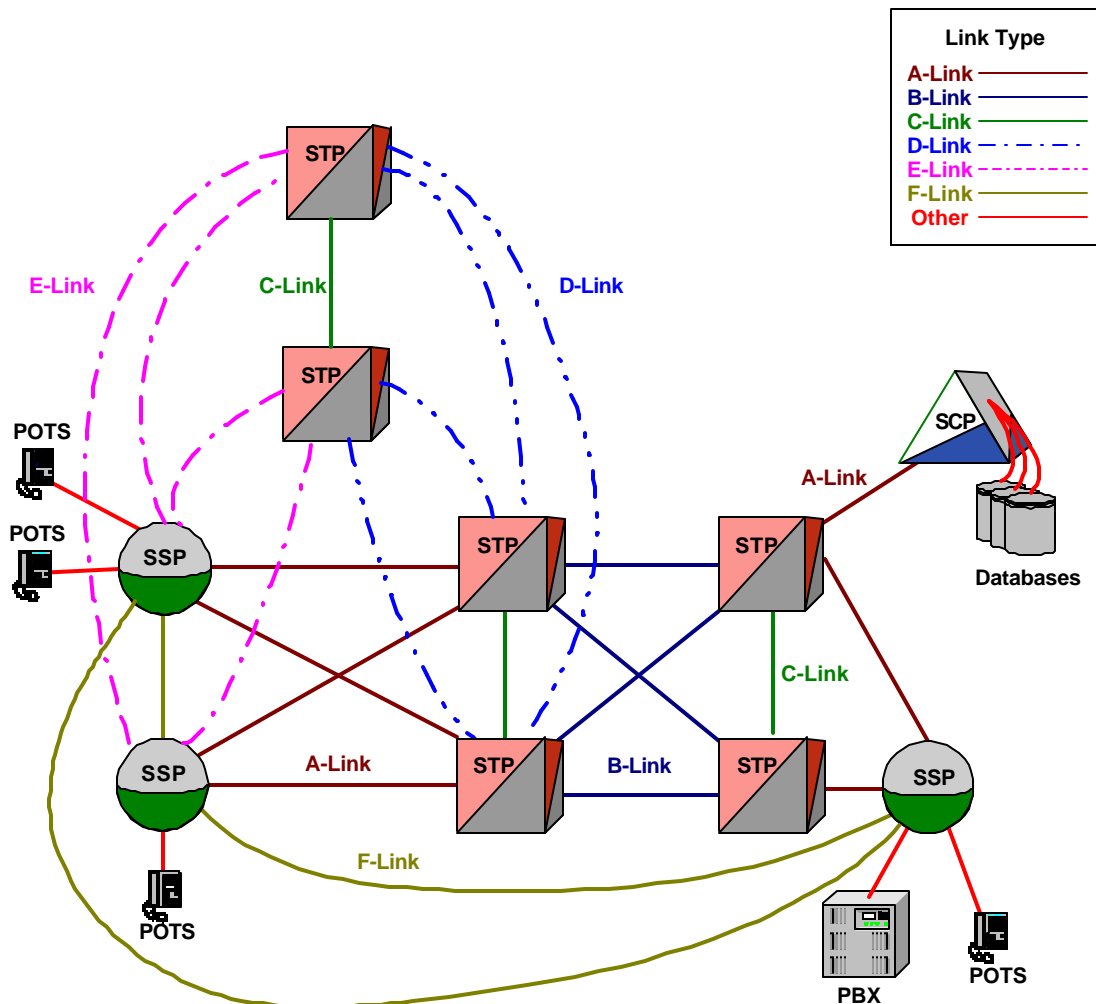 Link Type
A-Link
B-Link
C-Link
D-Link
E-Link
F-Link
Other
STP
E-Link
C-Link
D-Link
STP
POTS
SCP
A-Link
POTS
SSP
STP
STP
Databases
C-Link
SSP
A-Link
STP
B-Link
STP
SSP
F-Link
POTS
PBX
POTS